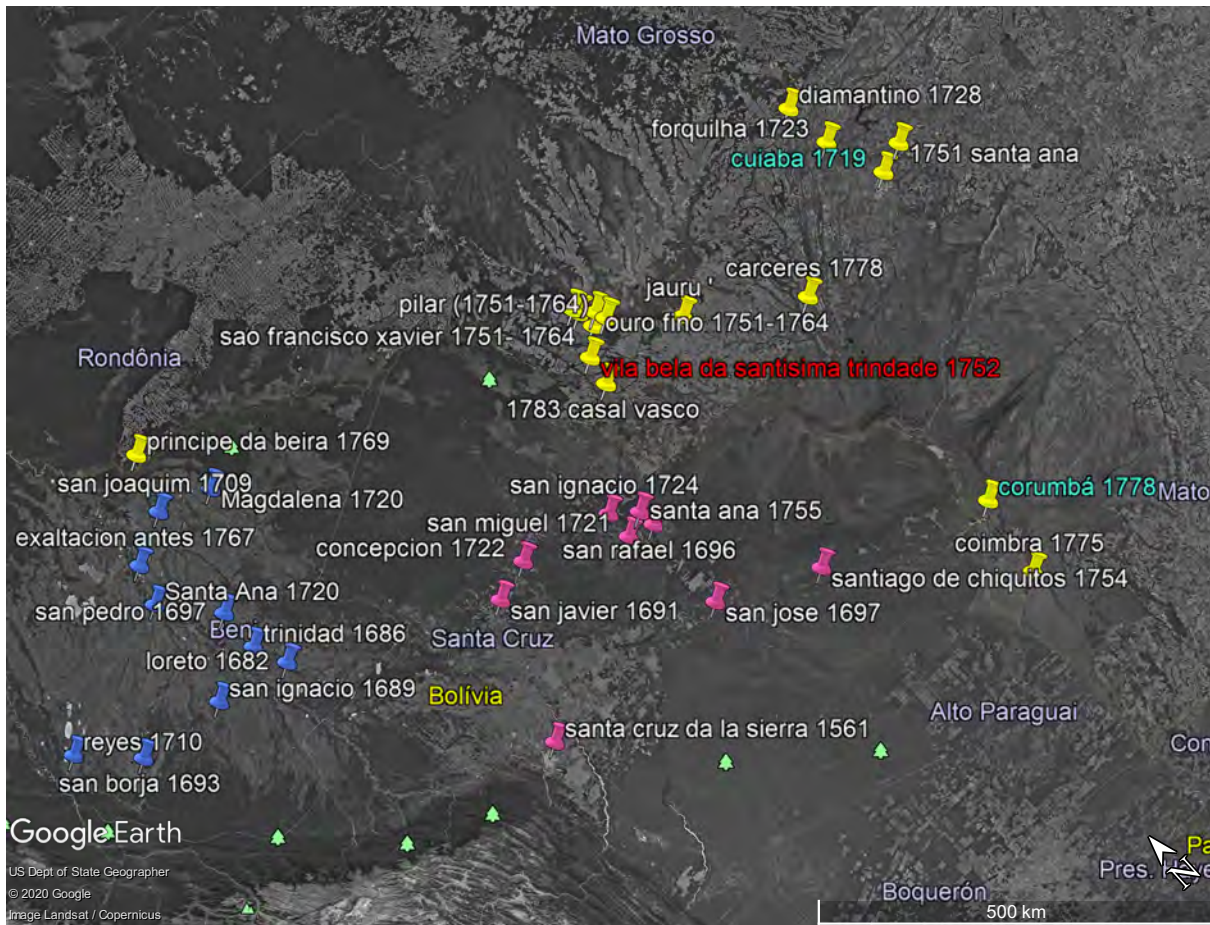 Mato Grosso
diamantino 1728
forquilha 1723
cuiaba 1719
1751 santa ana
carceres 1778
jauru '
pilar (1751-1764)
ouro fino 1751-1764
sao francisco xavier 1751- 1764
Rondônia
vila bela da santísima trindade 1752
1783 casal vasco
principe da beira 1769
san joaquim 1709
Magdalena 1720
san ignacio 1724
corumbá 1778
Mato
santa ana 1755
san miguel 1721
exaltacion antes 1767
concepcion 1722
san rafael 1696
coimbra 1775
santiago de chiquitos 1754
Santa Ana 1720
san pedro 1697
san javier 1691
san jose 1697
Beni
trinidad 1686
Santa Cruz
loreto 1682
san ignacio 1689
Bolívia
Alto Paraguai
santa cruz da la sierra 1561
reyes 1710
san borja 1693
Google Earth
US Dept of State Geographer
© 2020 Google
Image Landsat / Copernicus
Boquerón
N
500 km